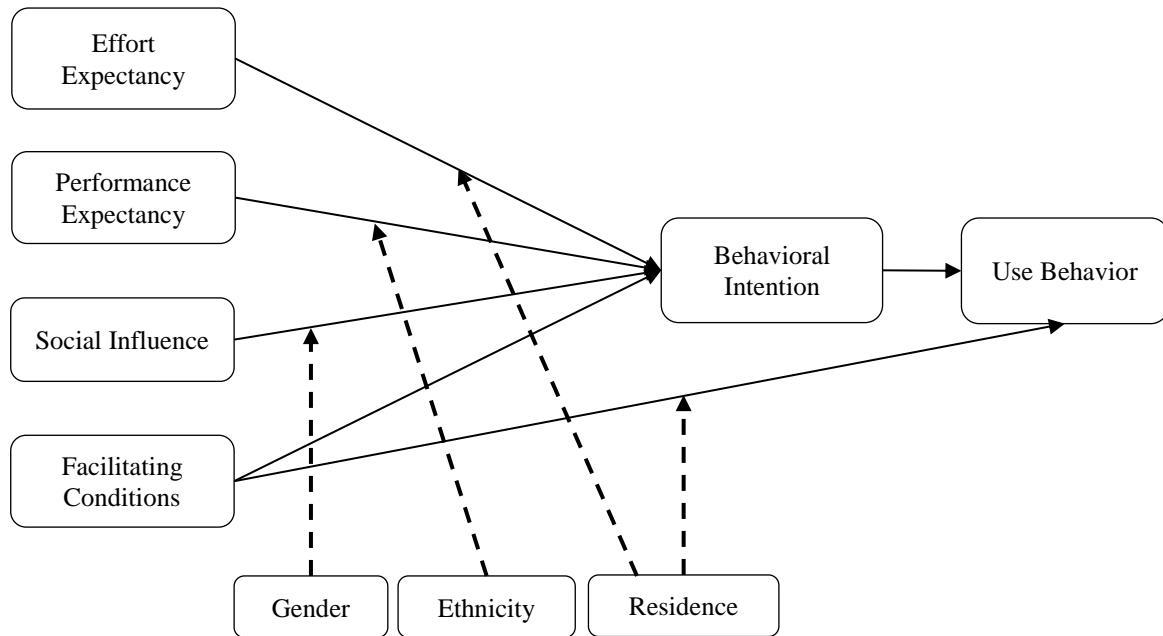 Effort
Expectancy
Performance
Expectancy
Social Influence
Facilitating
Conditions
Behavioral
Intention
Use Behavior
Gender
Ethnicity
Residence